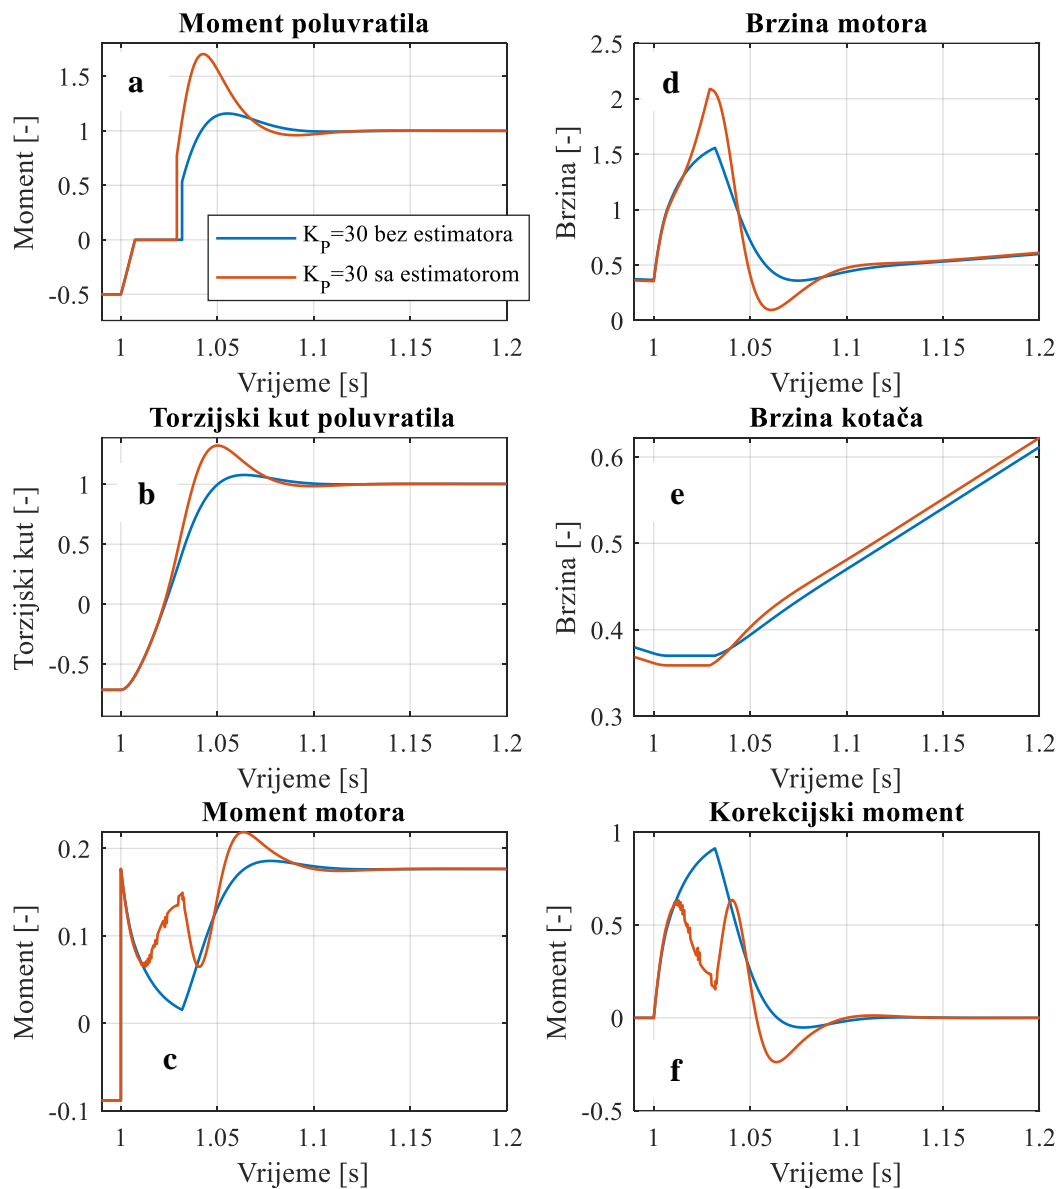 Moment poluvratila
a
Moment [-]
1.5
1
0.5
0
-0.5
K_P=30 bez estimatora
K_P=30 sa estimatorom
1
1.05
1.1
1.15
1.2
Vrijeme [s]
Brzina motora
d
Brzina [-]
2.5
2
1.5
1
0.5
0
1
1.05
1.1
1.15
1.2
Vrijeme [s]
Torzijski kut poluvratila
b
Torzijski kut [-]
1
0.5
0
-0.5
1
1.05
1.1
1.15
1.2
Vrijeme [s]
Brzina kotača
e
Brzina [-]
0.6
0.5
0.4
0.3
1
1.05
1.1
1.15
1.2
Vrijeme [s]
Moment motora
c
Moment [-]
0.2
0.1
0
-0.1
1
1.05
1.1
1.15
1.2
Vrijeme [s]
Korekcijski moment
f
Moment [-]
1
0.5
0
-0.5
1
1.05
1.1
1.15
1.2
Vrijeme [s]